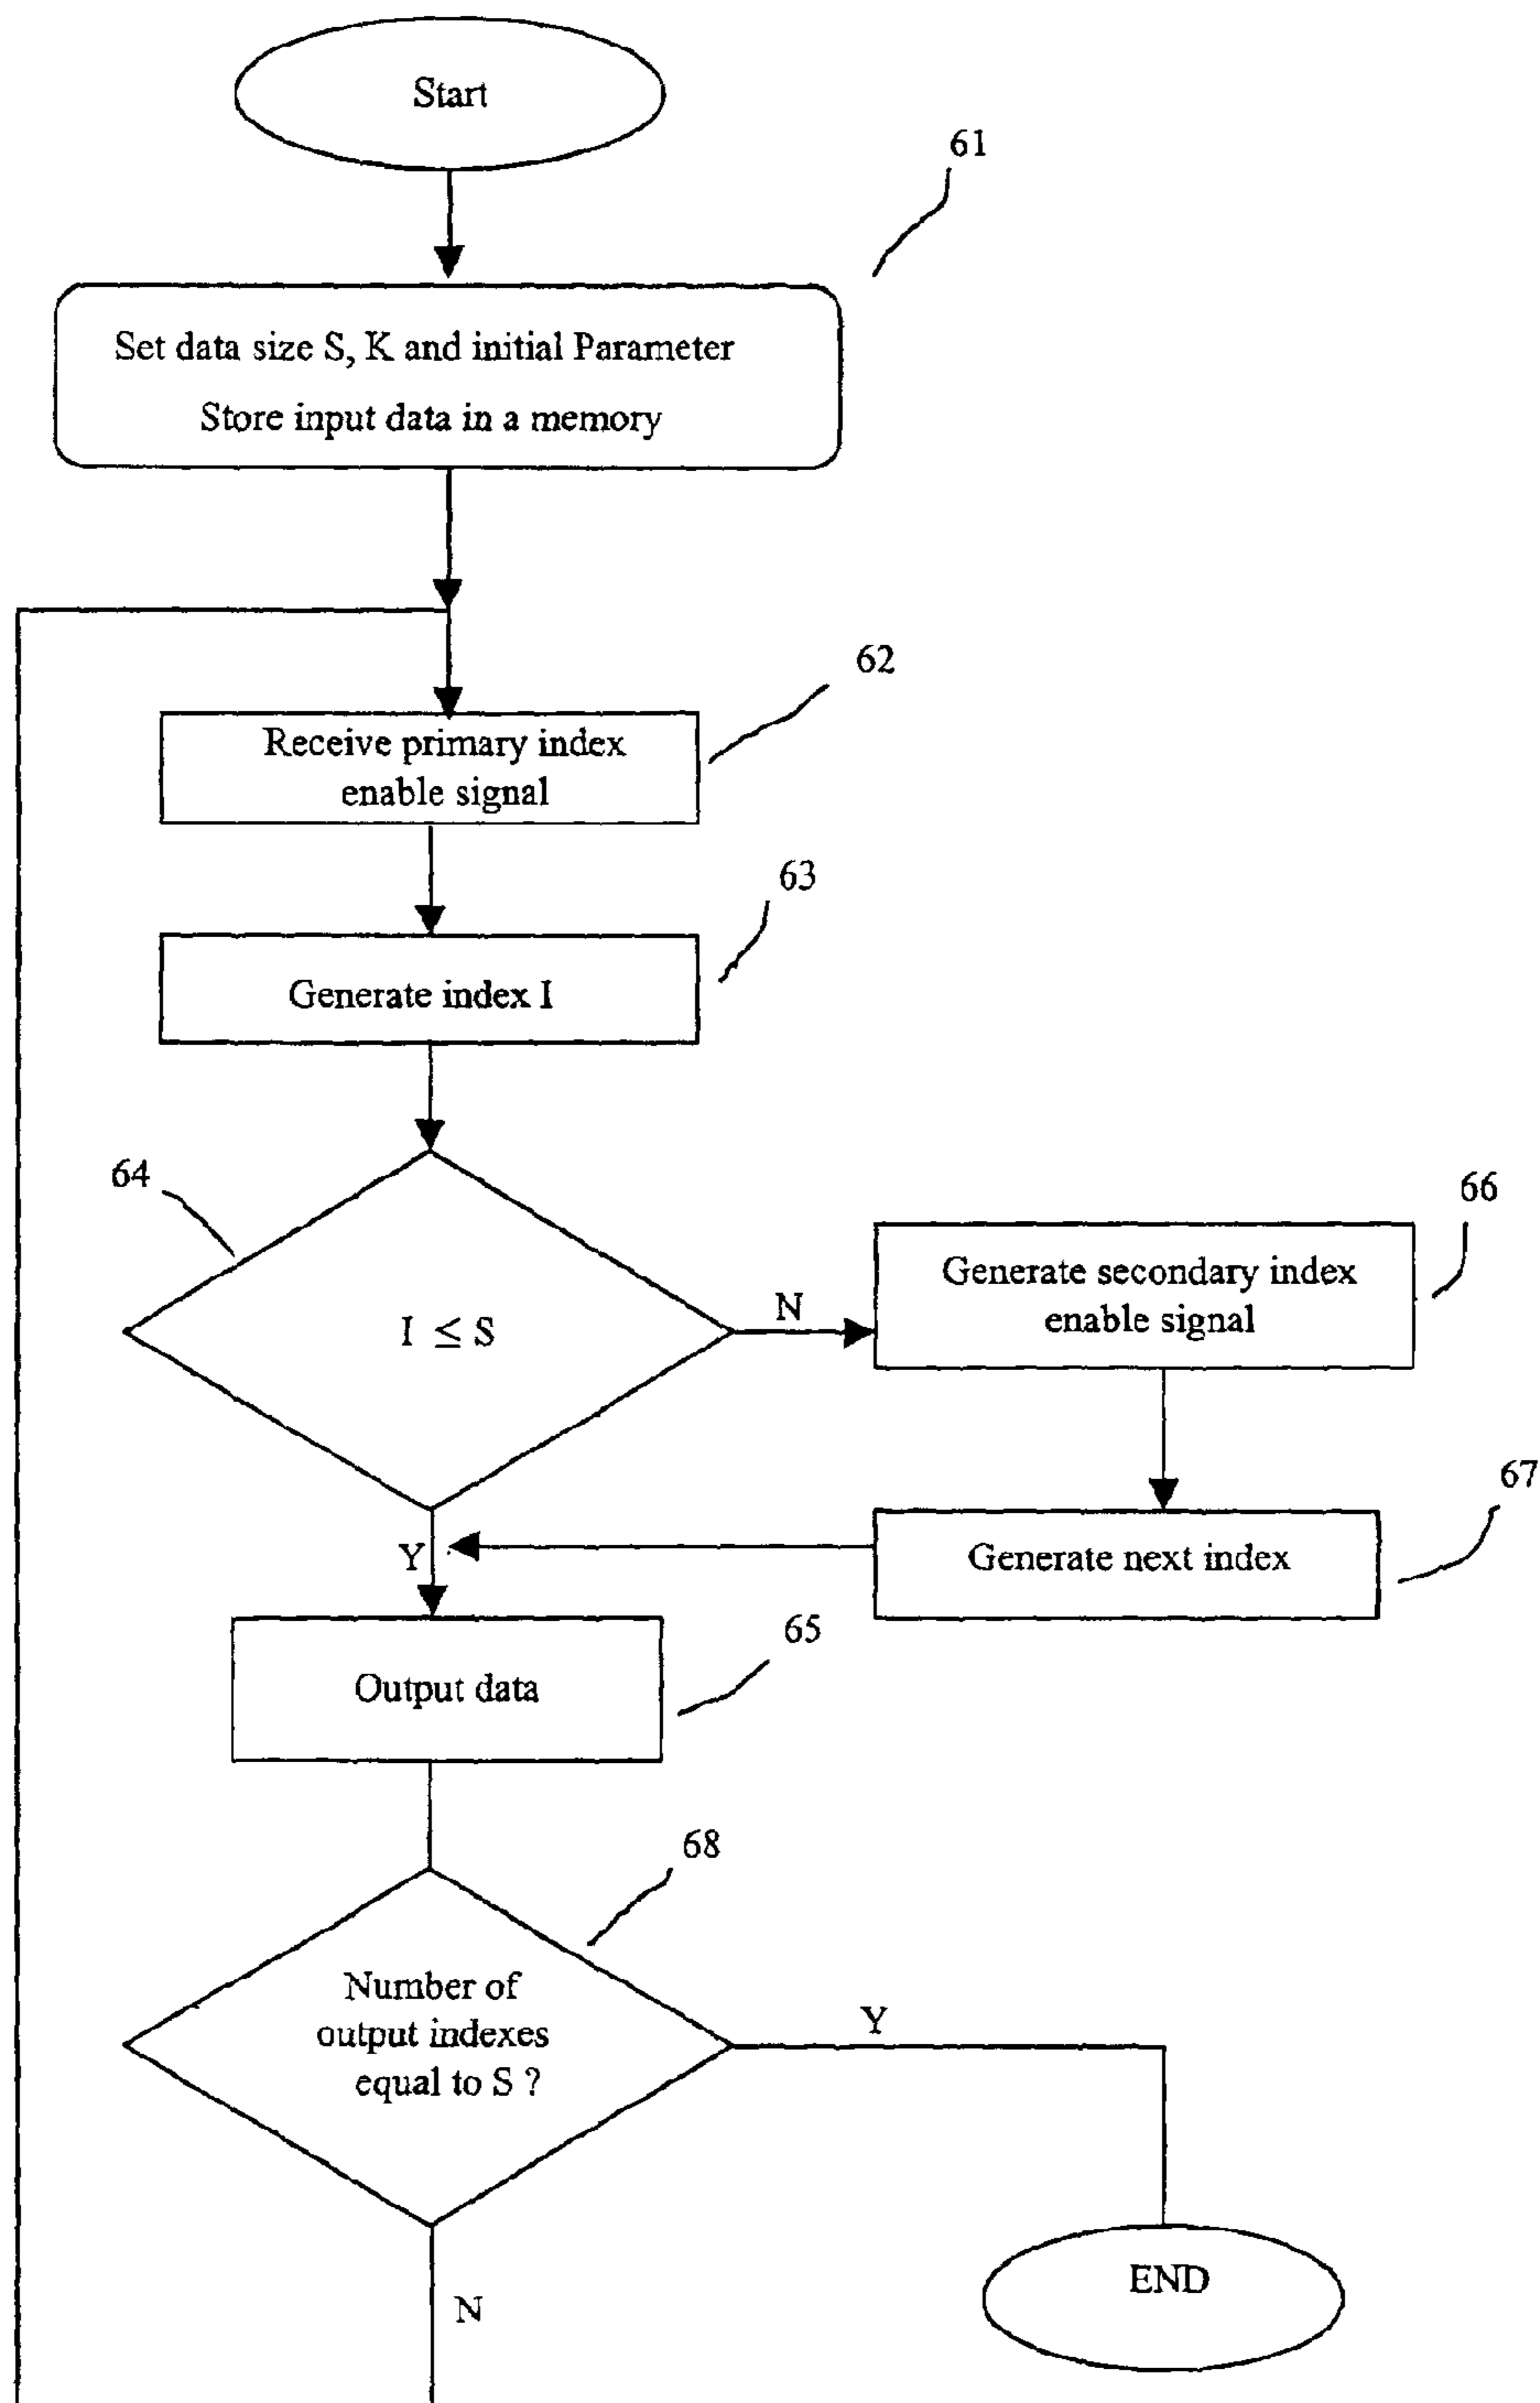 Start
61
Set data size S, K and initial Parameter
Store input data in a memory
62
Receive primary index
enable signal
63
Generate index I
64
I ≤ S
N
66
Generate secondary index
enable signal
67
Generate next index
Y
65
Output data
68
Number of
output indexes
equal to S ?
Y
N
END